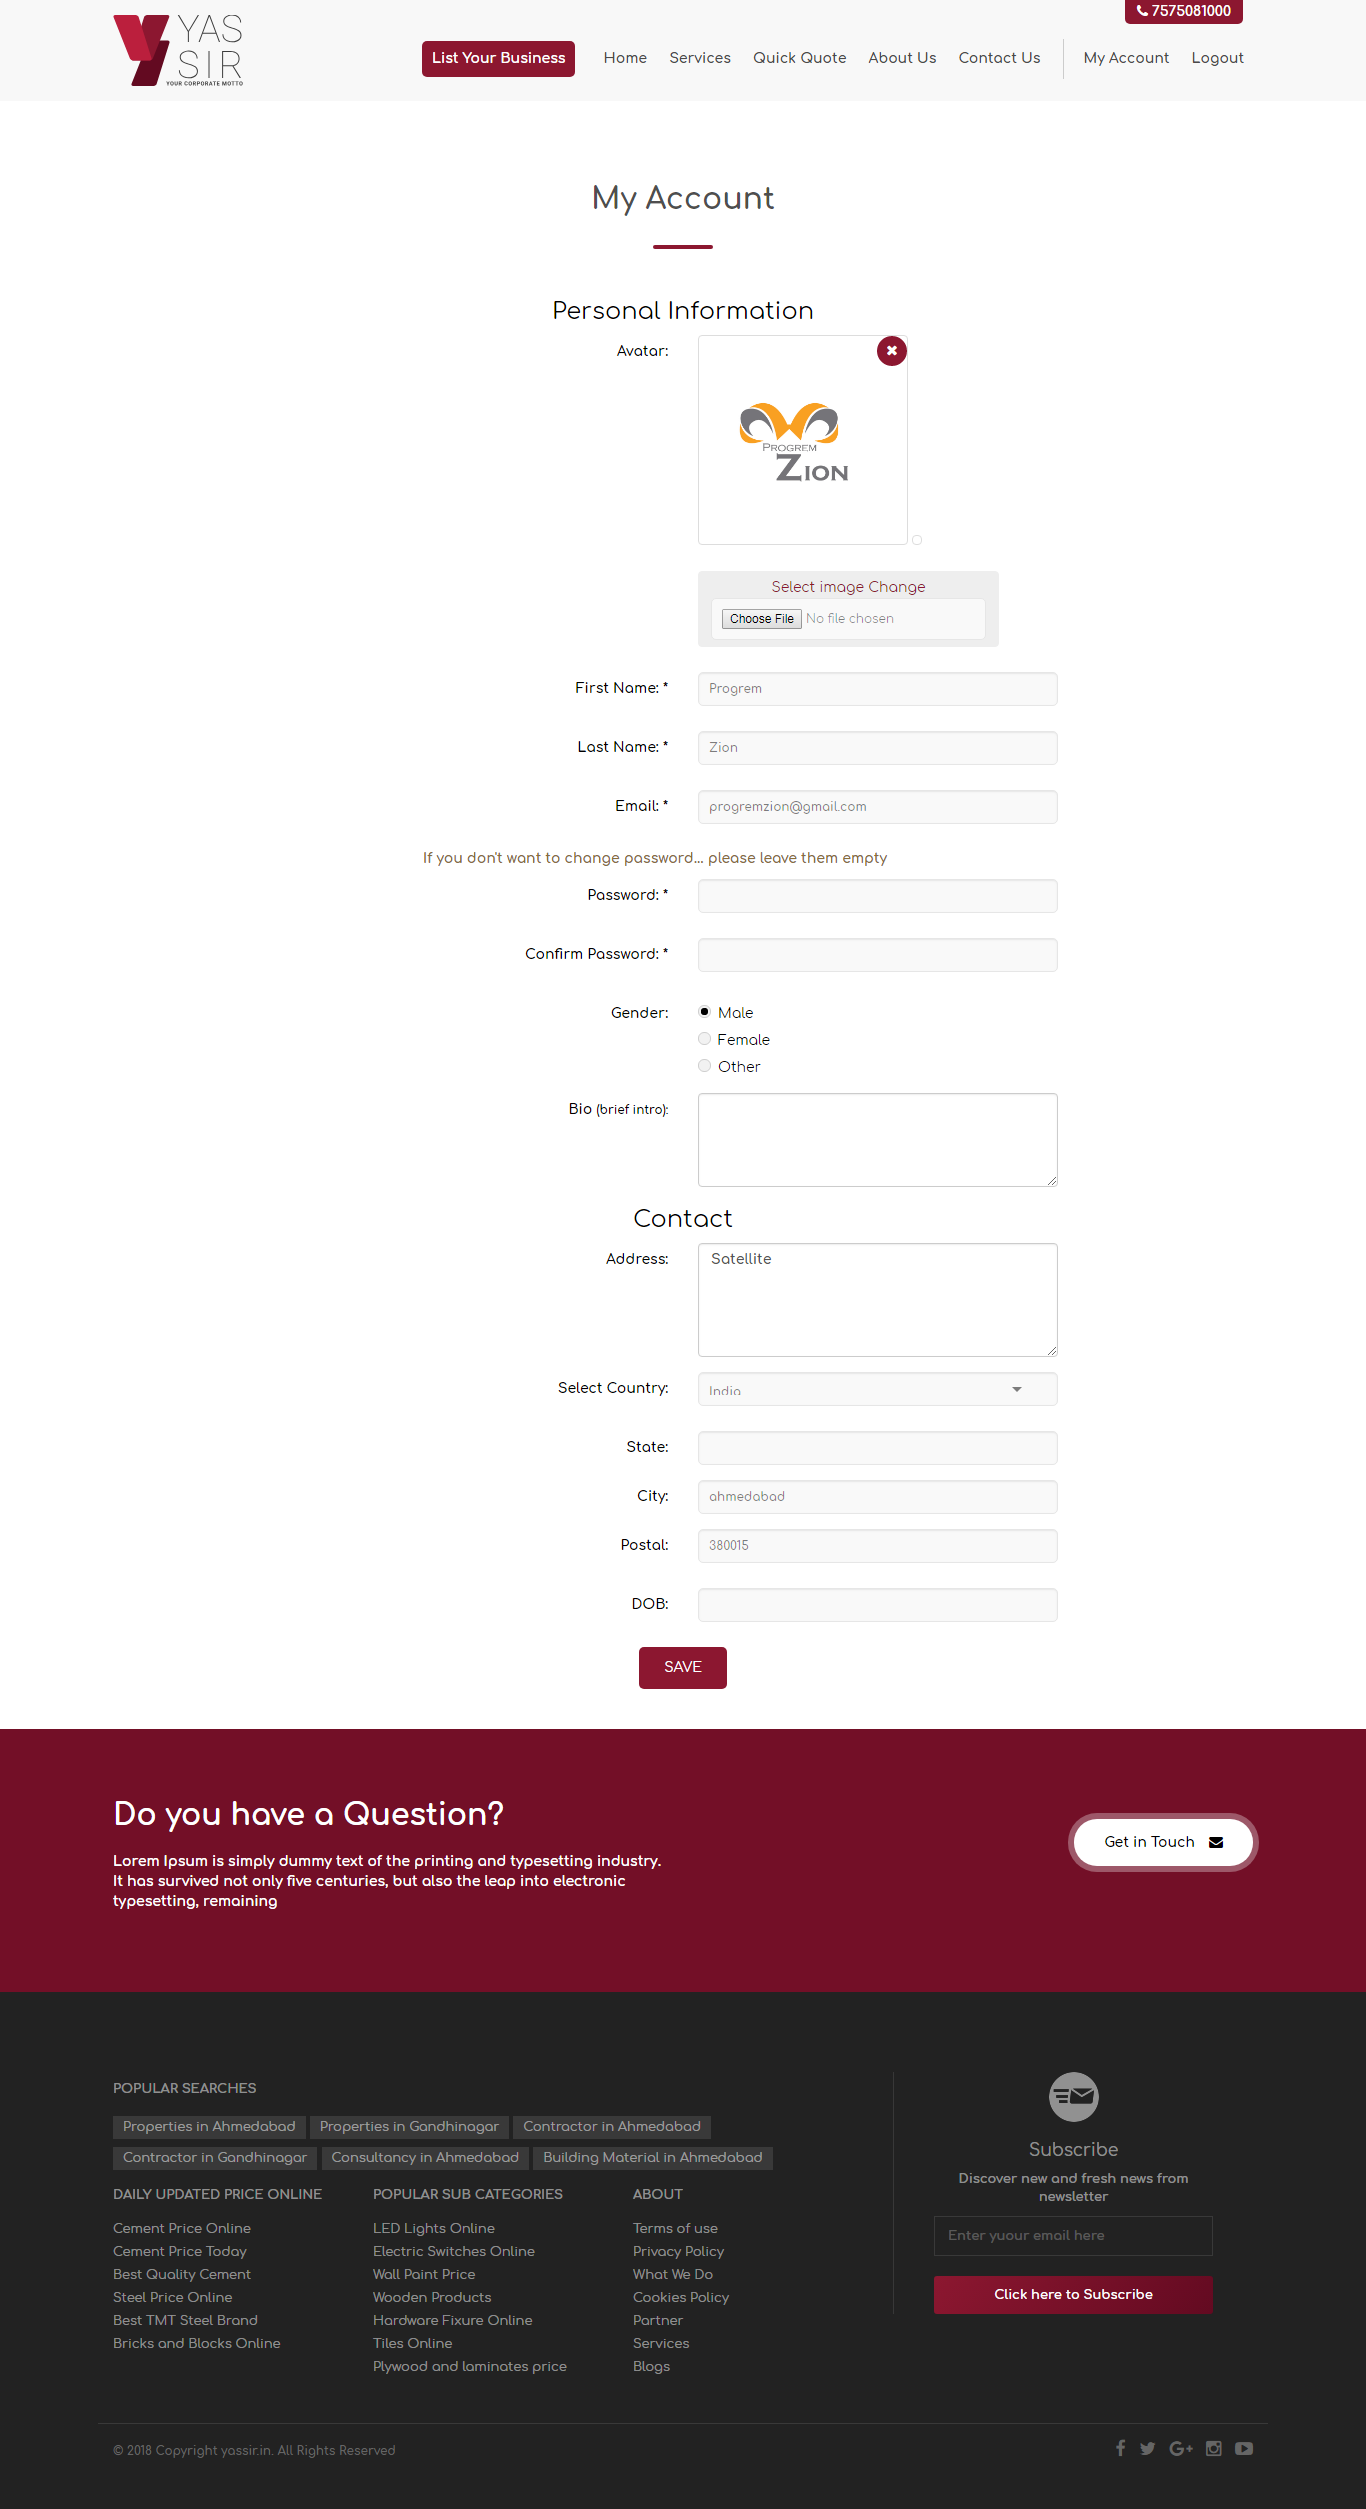 7575081000
YAS
SIR
YOUR CORPORATE MOTTO
List Your Business Home Services Quick Quote About Us Contact Us My Account Logout
My Account
Personal Information
Avatar:
PROGREM
ZION
Select image Change
Choose File No file chosen
First Name: * Progrem
Last Name: * Zion
Email: * progremzion@gmail.com
If you don't want to change password... please leave them empty
Password: *
Confirm Password: *
Gender: Male
Female
Other
Bio (brief intro):
Contact
Address: Satellite
Select Country: India
State:
City: ahmedabad
Postal: 380015
DOB:
SAVE
Do you have a Question?
Lorem Ipsum is simply dummy text of the printing and typesetting industry.
It has survived not only five centuries, but also the leap into electronic
typesetting, remaining
Get in Touch
POPULAR SEARCHES
Properties in Ahmedabad Properties in Gandhinagar Contractor in Ahmedabad
Contractor in Gandhinagar Consultancy in Ahmedabad Building Material in Ahmedabad
DAILY UPDATED PRICE ONLINE
Cement Price Online
Cement Price Today
Best Quality Cement
Steel Price Online
Best TMT Steel Brand
Bricks and Blocks Online
POPULAR SUB CATEGORIES
LED Lights Online
Electric Switches Online
Wall Paint Price
Wooden Products
Hardware Fixure Online
Tiles Online
Plywood and laminates price
ABOUT
Terms of use
Privacy Policy
What We Do
Cookies Policy
Partner
Services
Blogs
Subscribe
Discover new and fresh news from
newsletter
Enter yuour email here
Click here to Subscribe
© 2018 Copyright yassir.in. All Rights Reserved